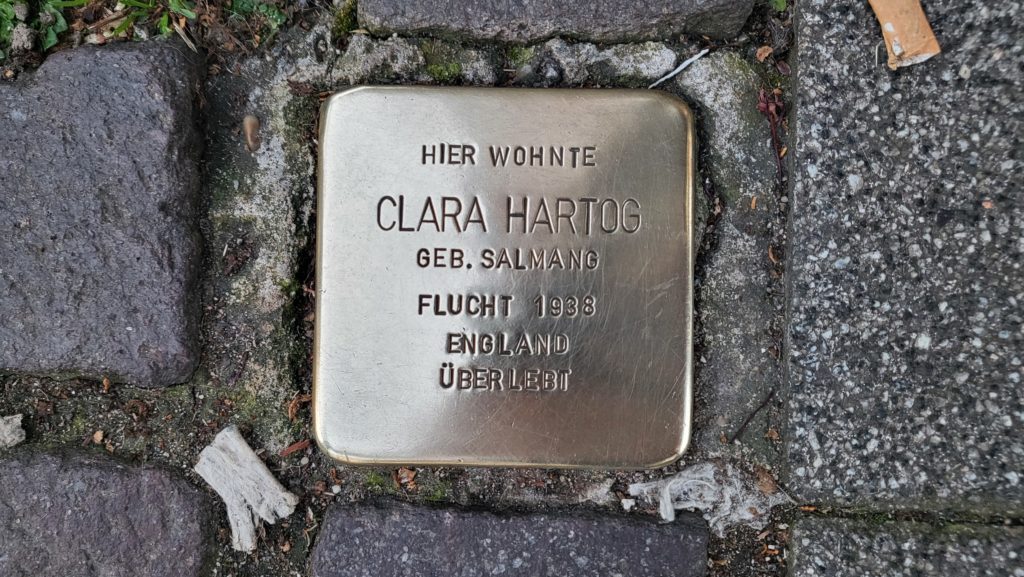 HIER WOHNTE
CLARA HARTOG
GEB. SALMANG
FLUCHT 1938
ENGLAND
ÜBERLEBT